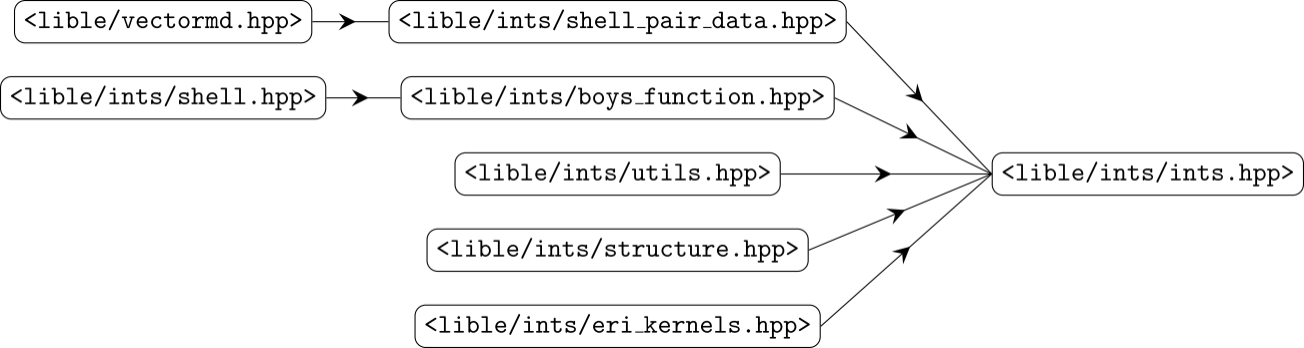 <lible/vectormd.hpp>
<lible/ints/shell_pair_data.hpp>
<lible/ints/shell.hpp>
<lible/ints/boys_function.hpp>
<lible/ints/utils.hpp>
<lible/ints/ints.hpp>
<lible/ints/structure.hpp>
<lible/ints/eri_kernels.hpp>